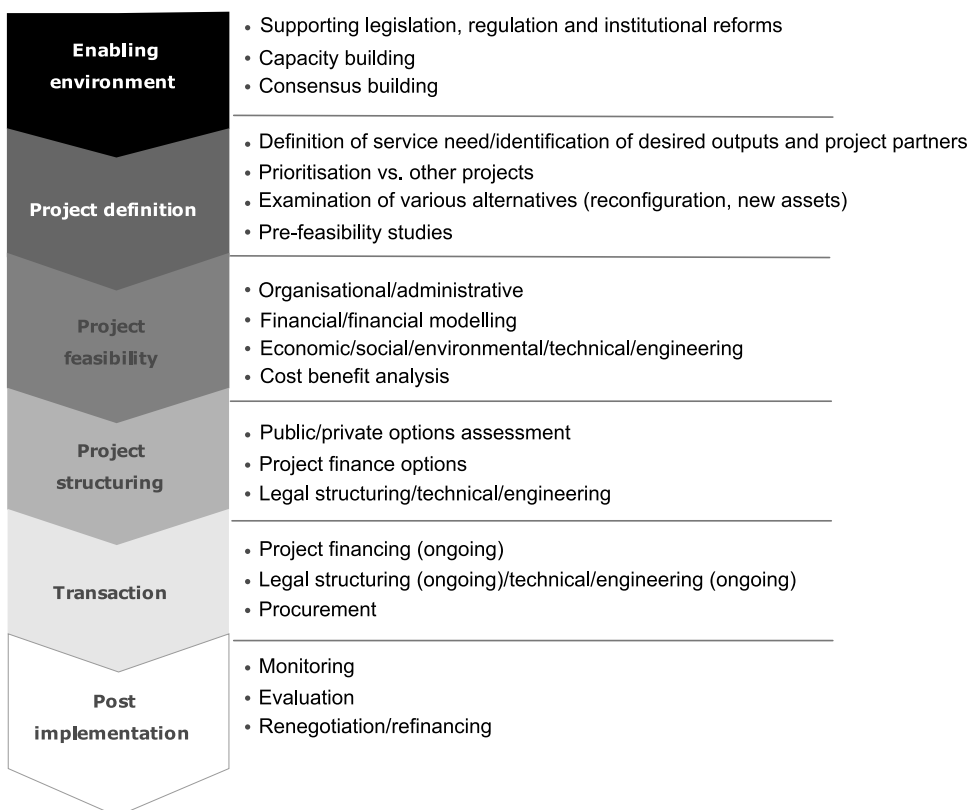 Enabling
environment
• Supporting legislation, regulation and institutional reforms
• Capacity building
• Consensus building
Project definition
• Definition of service need/identification of desired outputs and project partners
• Prioritisation vs. other projects
• Examination of various alternatives (reconfiguration, new assets)
• Pre-feasibility studies
Project
feasibility
• Organisational/administrative
• Financial/financial modelling
• Economic/social/environmental/technical/engineering
• Cost benefit analysis
Project
structuring
• Public/private options assessment
• Project finance options
• Legal structuring/technical/engineering
Transaction
• Project financing (ongoing)
• Legal structuring (ongoing)/technical/engineering (ongoing)
• Procurement
Post
implementation
• Monitoring
• Evaluation
• Renegotiation/refinancing